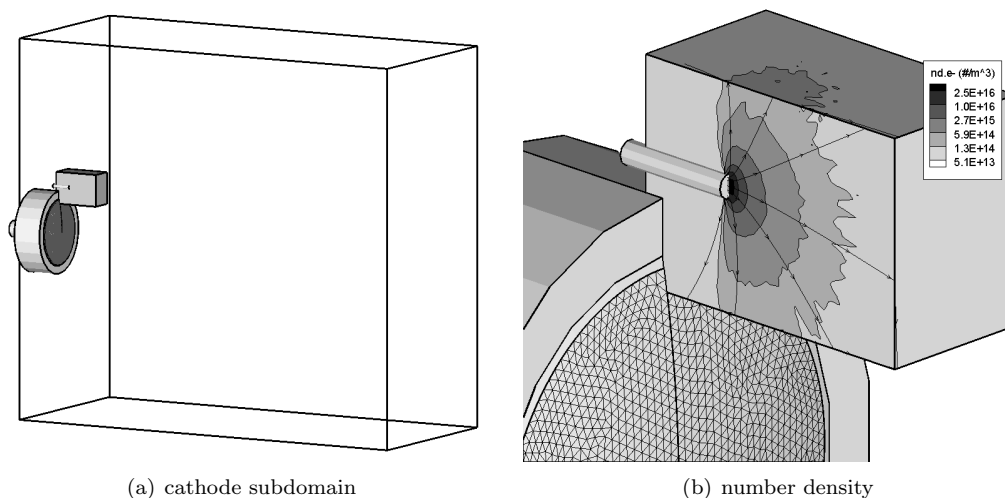 nd.e- (#/m^3)
2.5E+16
1.0E+16
2.7E+15
5.9E+14
1.3E+14
5.1E+13
(a) cathode subdomain
(b) number density